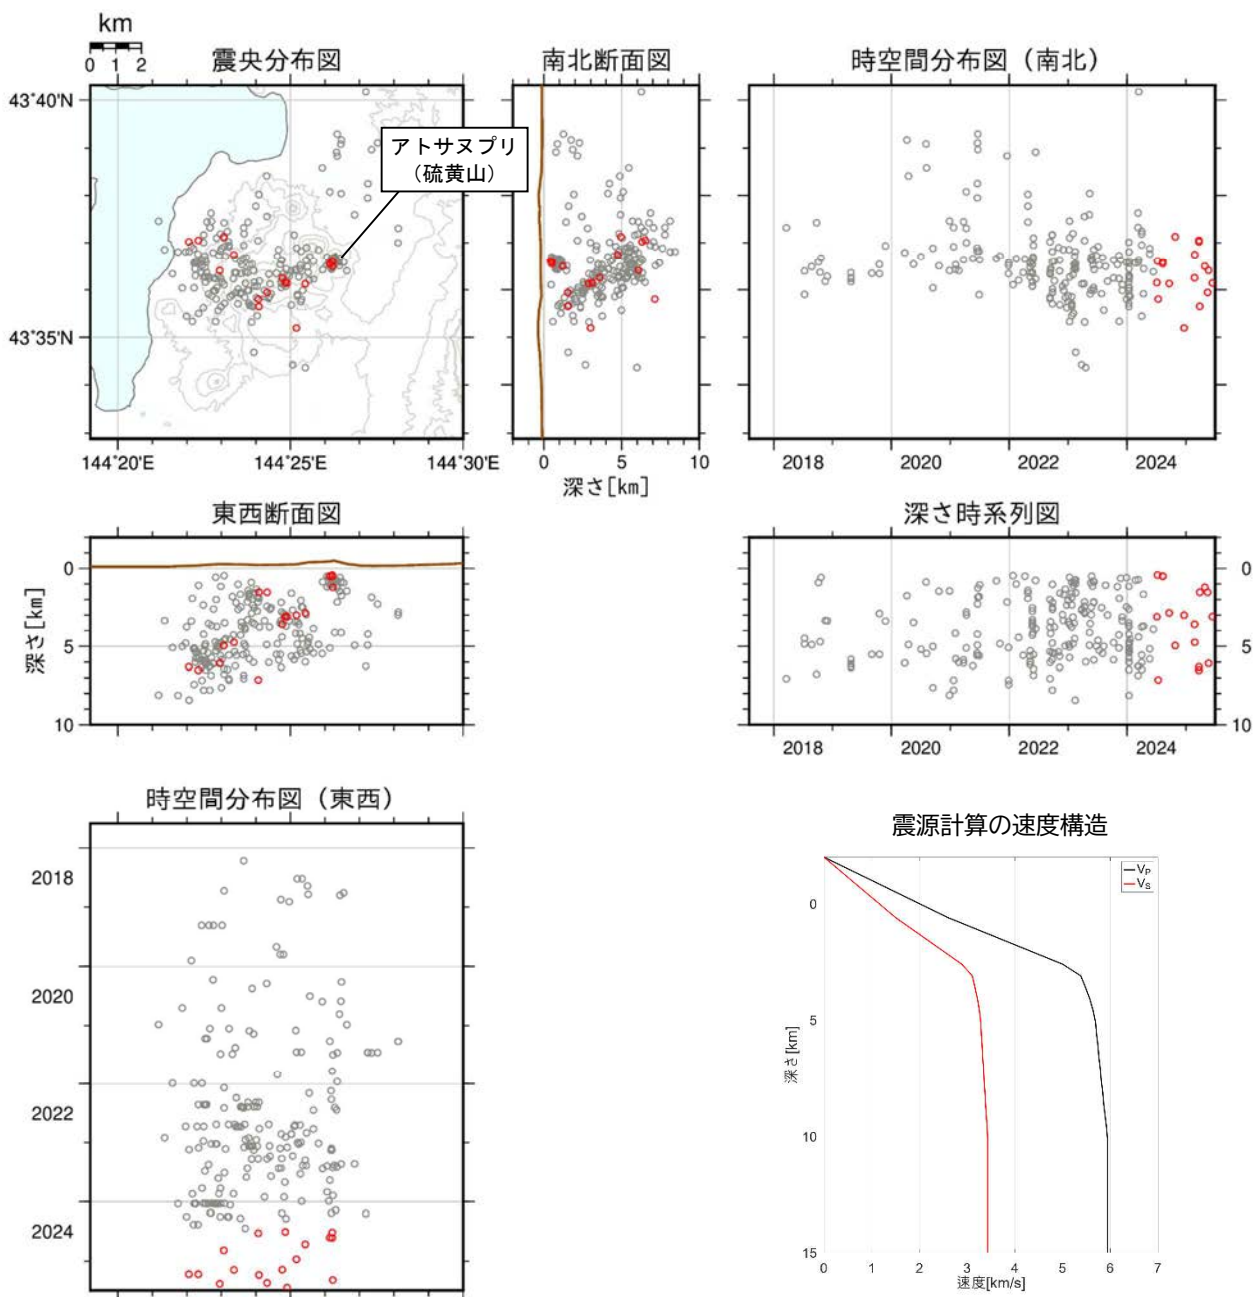 km
0 1 2
震央分布図
南北断面図
時空間分布図（南北）
43°40'N
43°35'N
アトサヌプリ
（硫黄山）
144°20'E 144°25'E 144°30'E
0 5 10
深さ[km]
2018 2020 2022 2024
東西断面図
深さ時系列図
0
5
10
深さ[km]
0
5
10
2018 2020 2022 2024
時空間分布図（東西）
2018
2020
2022
2024
震源計算の速度構造
VP
VS
0
5
10
15
深さ[km]
0 1 2 3 4 5 6 7
速度[km/s]